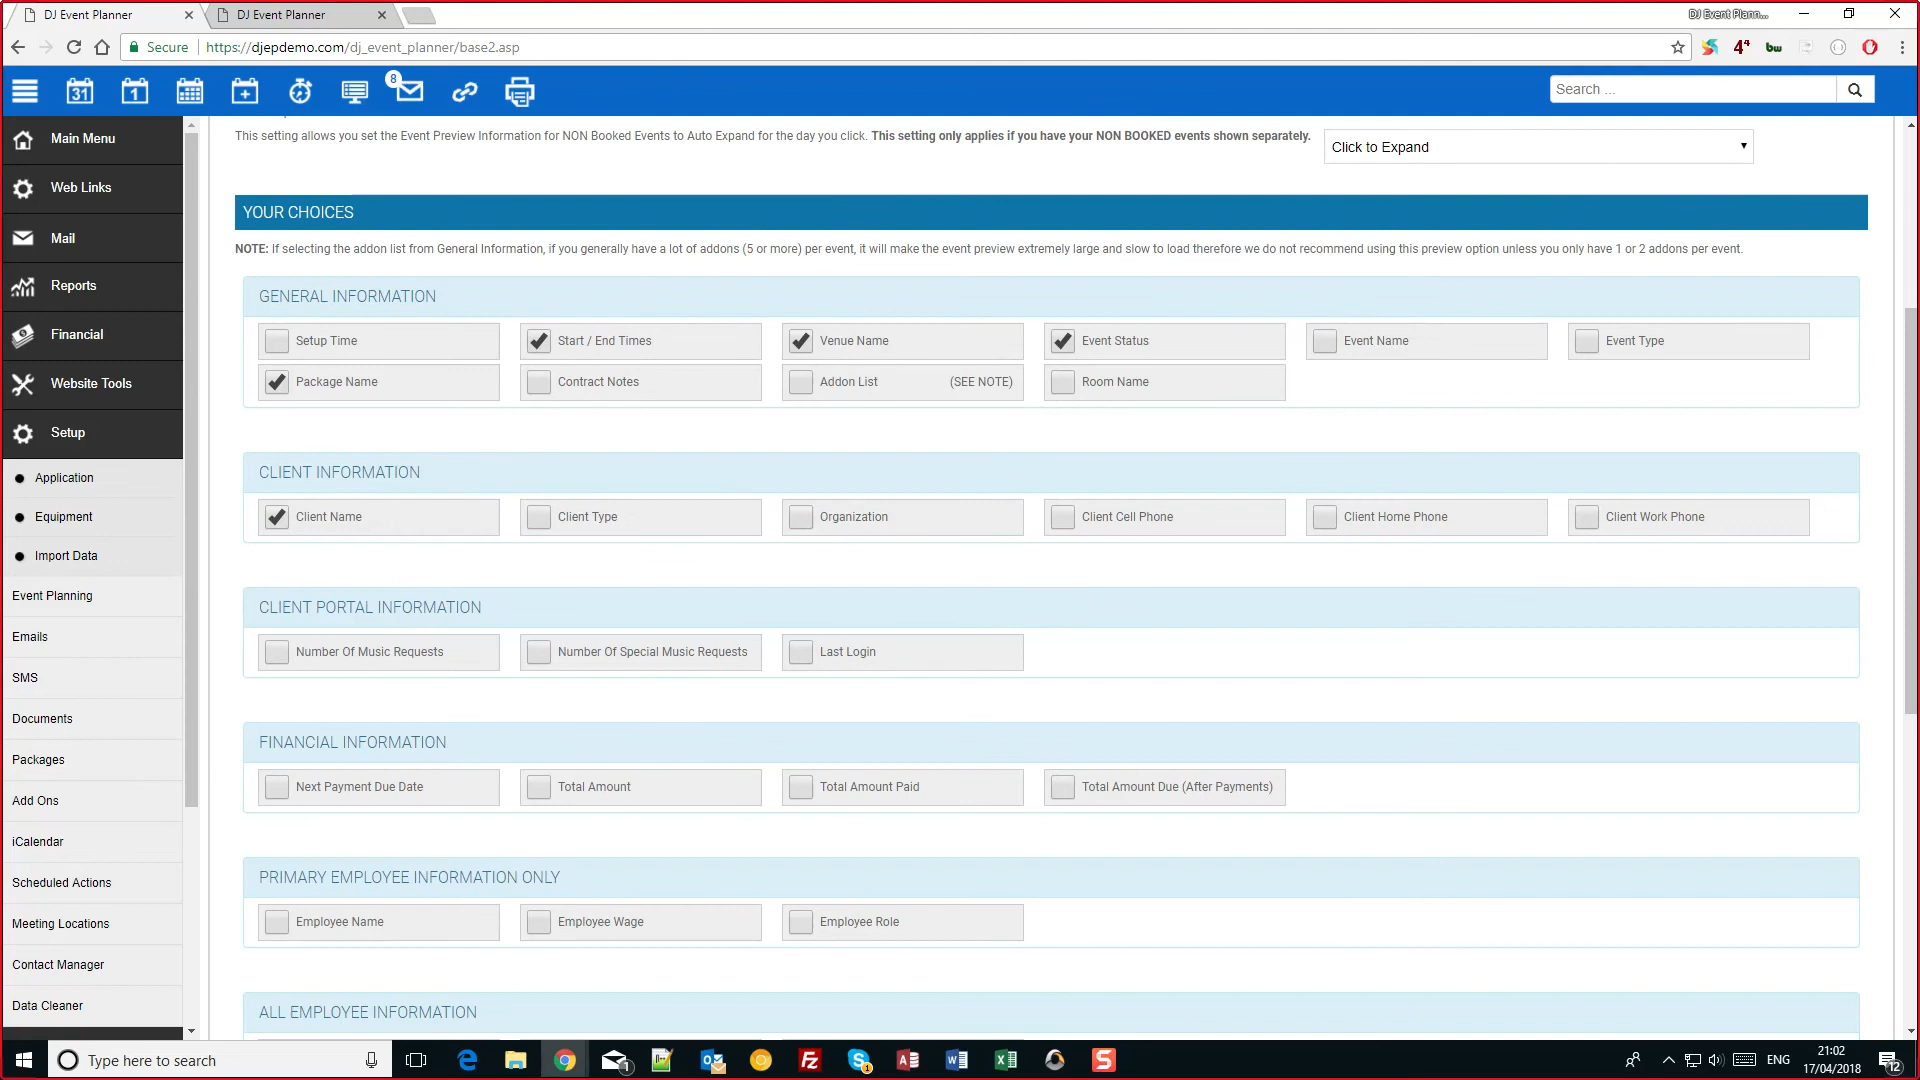 DJ Event Planner
DJ Event Planner
DJ Event Plann...
Secure
https://djepdemo.com/dj_event_planner/base2.asp
31
1
8
Search ...
Main Menu
Web Links
Mail
Reports
Financial
Website Tools
Setup
Application
Equipment
Import Data
Event Planning
Emails
SMS
Documents
Packages
Add Ons
iCalendar
Scheduled Actions
Meeting Locations
Contact Manager
Data Cleaner
This setting allows you set the Event Preview Information for NON Booked Events to Auto Expand for the day you click. This setting only applies if you have your NON BOOKED events shown separately.
Click to Expand
YOUR CHOICES
NOTE: If selecting the addon list from General Information, if you generally have a lot of addons (5 or more) per event, it will make the event preview extremely large and slow to load therefore we do not recommend using this preview option unless you only have 1 or 2 addons per event.
GENERAL INFORMATION
Setup Time
Start / End Times
Venue Name
Event Status
Event Name
Event Type
Package Name
Contract Notes
Addon List (SEE NOTE)
Room Name
CLIENT INFORMATION
Client Name
Client Type
Organization
Client Cell Phone
Client Home Phone
Client Work Phone
CLIENT PORTAL INFORMATION
Number Of Music Requests
Number Of Special Music Requests
Last Login
FINANCIAL INFORMATION
Next Payment Due Date
Total Amount
Total Amount Paid
Total Amount Due (After Payments)
PRIMARY EMPLOYEE INFORMATION ONLY
Employee Name
Employee Wage
Employee Role
ALL EMPLOYEE INFORMATION
Type here to search
ENG
21:02
17/04/2018
12